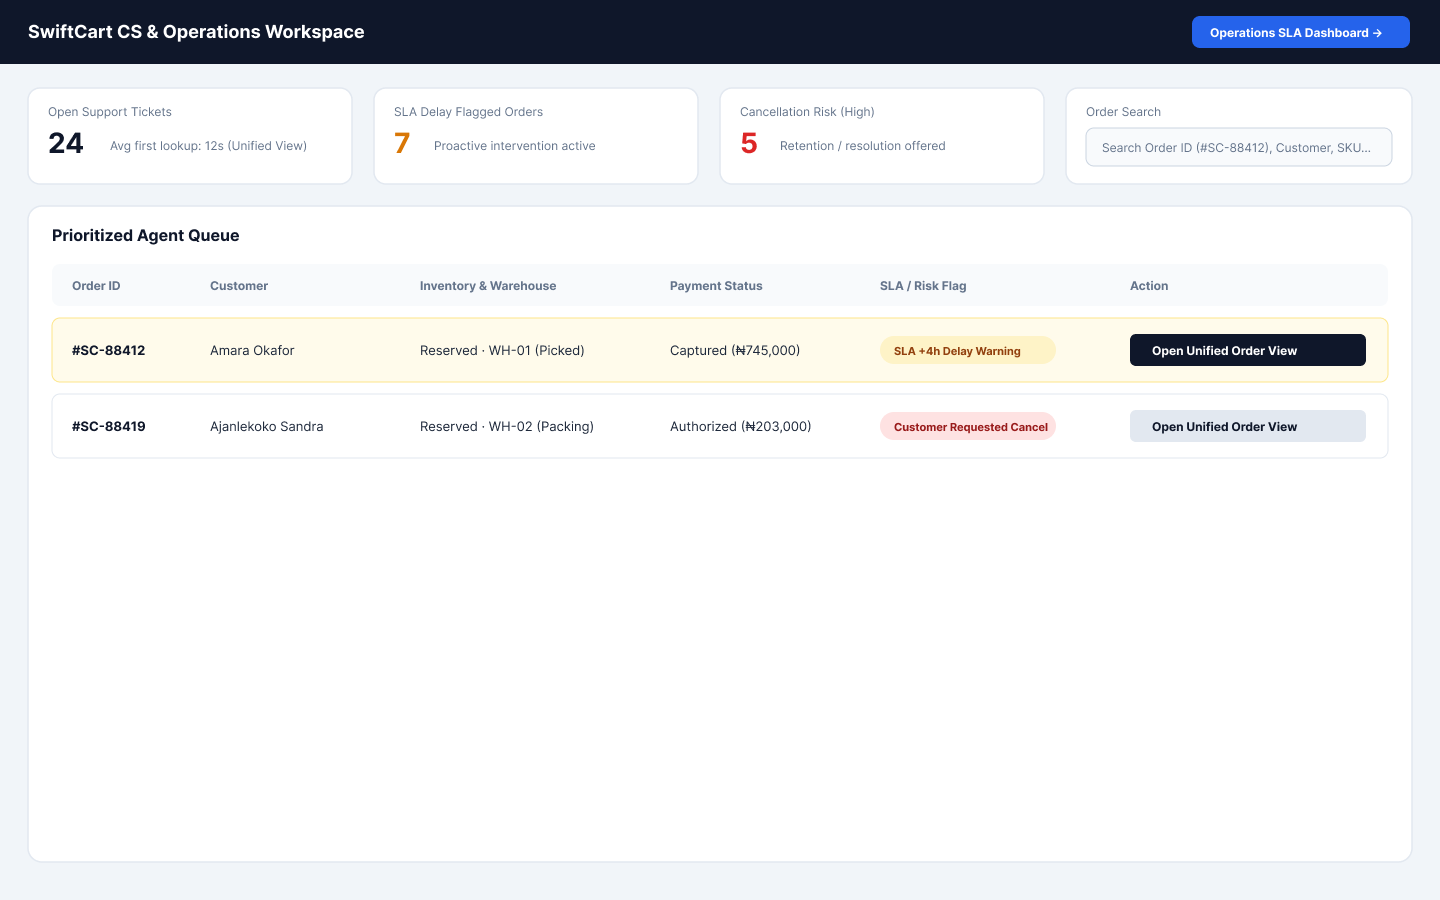 SwiftCart CS & Operations Workspace
Operations SLA Dashboard →
Open Support Tickets
24 Avg first lookup: 12s (Unified View)
SLA Delay Flagged Orders
7 Proactive intervention active
Cancellation Risk (High)
5 Retention / resolution offered
Order Search
Search Order ID (#SC-88412), Customer, SKU...
Prioritized Agent Queue
Order ID Customer Inventory & Warehouse Payment Status SLA / Risk Flag Action
#SC-88412 Amara Okafor Reserved · WH-01 (Picked) Captured (₦745,000) SLA +4h Delay Warning Open Unified Order View
#SC-88419 Ajanlekoko Sandra Reserved · WH-02 (Packing) Authorized (₦203,000) Customer Requested Cancel Open Unified Order View